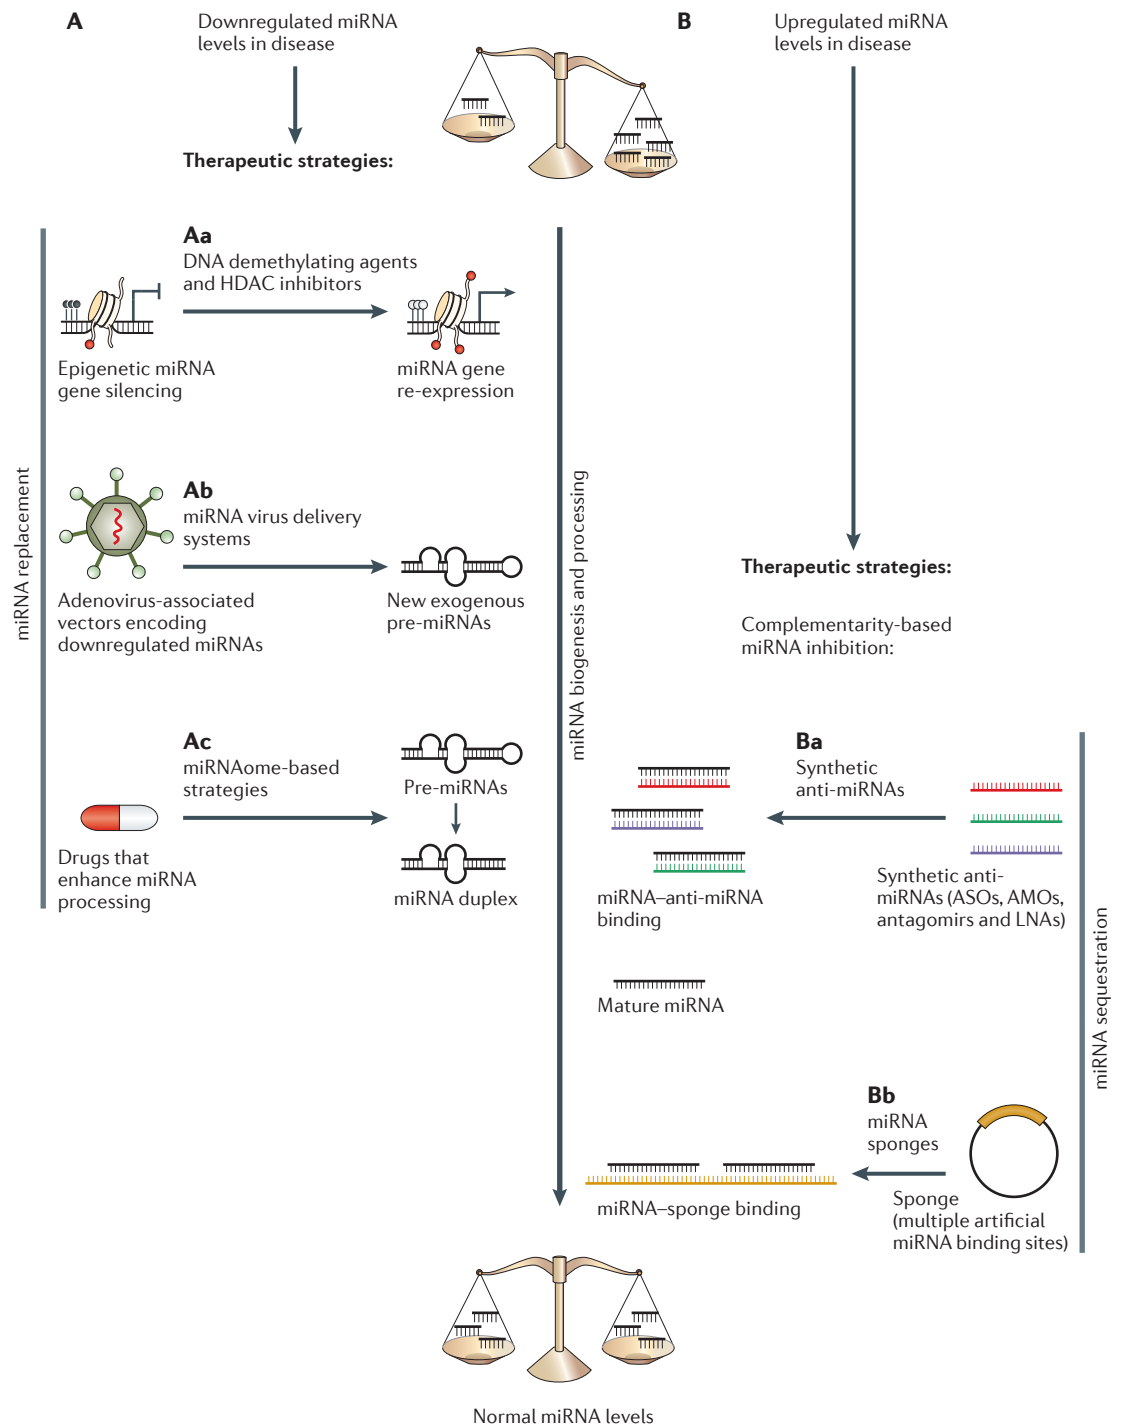 A
Downregulated miRNA
levels in disease
Therapeutic strategies:
B
Upregulated miRNA
levels in disease
miRNA replacement
Aa
DNA demethylating agents
and HDAC inhibitors
Epigenetic miRNA
gene silencing
miRNA gene
re-expression
Ab
miRNA virus delivery
systems
Adenovirus-associated
vectors encoding
downregulated miRNAs
New exogenous
pre-miRNAs
Ac
miRNAome-based
strategies
Drugs that
enhance miRNA
processing
Pre-miRNAs
miRNA duplex
miRNA biogenesis and processing
Therapeutic strategies:
Complementarity-based
miRNA inhibition:
Ba
Synthetic
anti-miRNAs
miRNA–anti-miRNA
binding
Synthetic anti-
miRNAs (ASOs, AMOs,
antagomirs and LNAs)
Mature miRNA
miRNA sequestration
Bb
miRNA
sponges
miRNA–sponge binding
Sponge
(multiple artificial
miRNA binding sites)
Normal miRNA levels